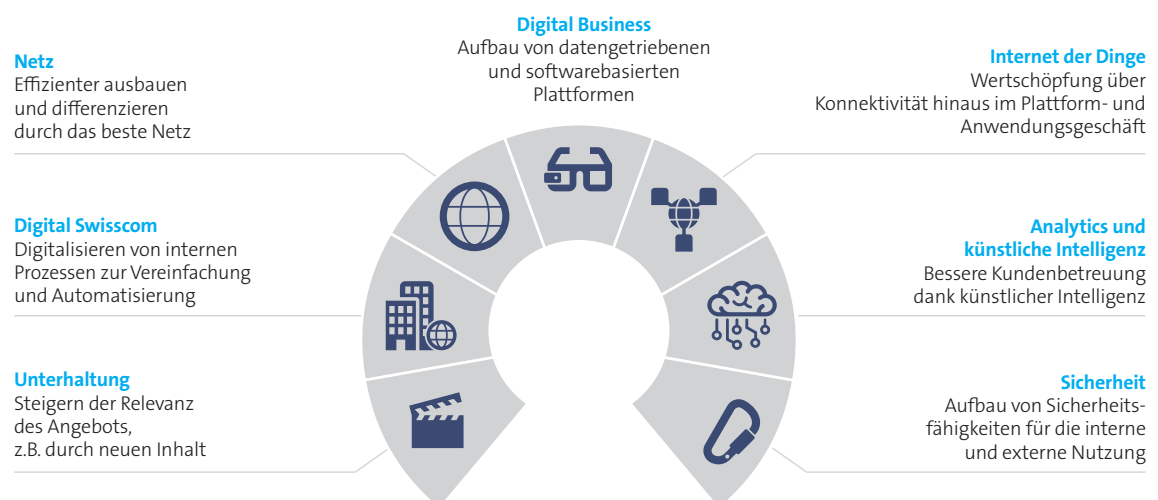 Digital Business
Aufbau von datengetriebenen
und softwarebasierten
Plattformen
Netz
Effizienter ausbauen
und differenzieren
durch das beste Netz
Internet der Dinge
Wertschöpfung über
Konnektivität hinaus im Plattform- und
Anwendungsgeschäft
Digital Swisscom
Digitalisieren von internen
Prozessen zur Vereinfachung
und Automatisierung
Analytics und
künstliche Intelligenz
Bessere Kundenbetreuung
dank künstlicher Intelligenz
Unterhaltung
Steigern der Relevanz
des Angebots,
z.B. durch neuen Inhalt
Sicherheit
Aufbau von Sicherheits-
fähigkeiten für die interne
und externe Nutzung